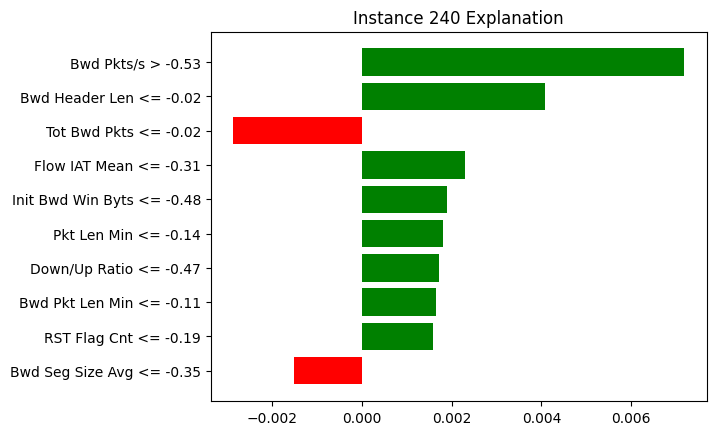 Instance 240 Explanation
Bwd Pkts/s > -0.53
Bwd Header Len <= -0.02
Tot Bwd Pkts <= -0.02
Flow IAT Mean <= -0.31
Init Bwd Win Byts <= -0.48
Pkt Len Min <= -0.14
Down/Up Ratio <= -0.47
Bwd Pkt Len Min <= -0.11
RST Flag Cnt <= -0.19
Bwd Seg Size Avg <= -0.35
−0.002 0.000 0.002 0.004 0.006